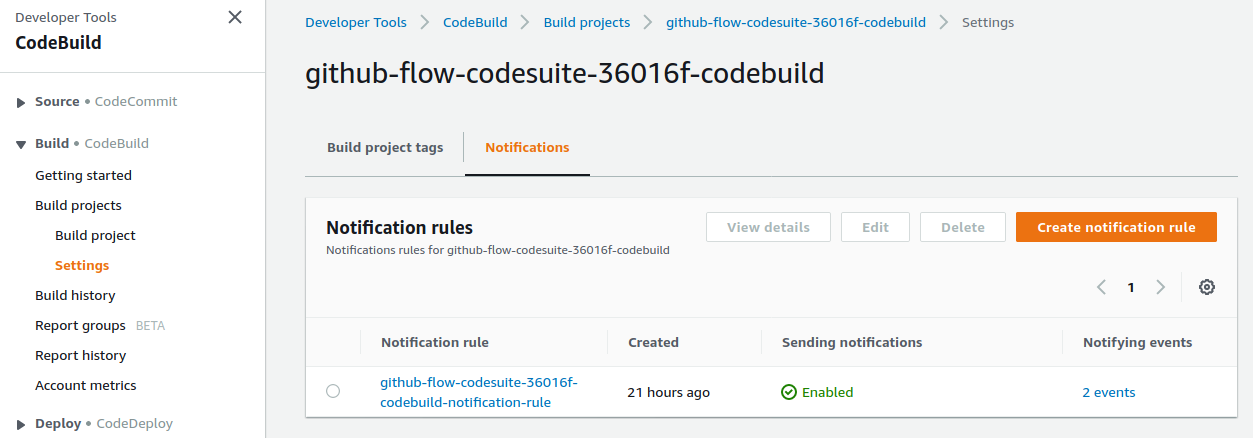 Developer Tools
CodeBuild
Source • CodeCommit
Build • CodeBuild
Getting started
Build projects
Build project
Settings
Build history
Report groups BETA
Report history
Account metrics
Deploy • CodeDeploy
Developer Tools > CodeBuild > Build projects > github-flow-codesuite-36016f-codebuild > Settings
github-flow-codesuite-36016f-codebuild
Build project tags Notifications
Notification rules
Notifications rules for github-flow-codesuite-36016f-codebuild
View details Edit Delete Create notification rule
1
Notification rule Created Sending notifications Notifying events
github-flow-codesuite-36016f-
codebuild-notification-rule
21 hours ago Enabled 2 events